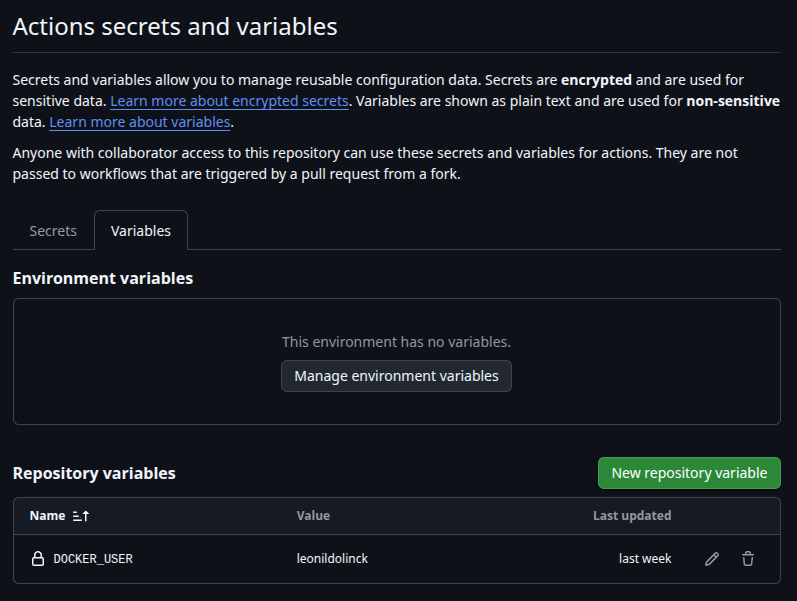 Actions secrets and variables
Secrets and variables allow you to manage reusable configuration data. Secrets are encrypted and are used for
sensitive data. Learn more about encrypted secrets. Variables are shown as plain text and are used for non-sensitive
data. Learn more about variables.
Anyone with collaborator access to this repository can use these secrets and variables for actions. They are not
passed to workflows that are triggered by a pull request from a fork.
Secrets Variables
Environment variables
This environment has no variables.
Manage environment variables
Repository variables New repository variable
Name Value Last updated
DOCKER_USER leonildolinck last week